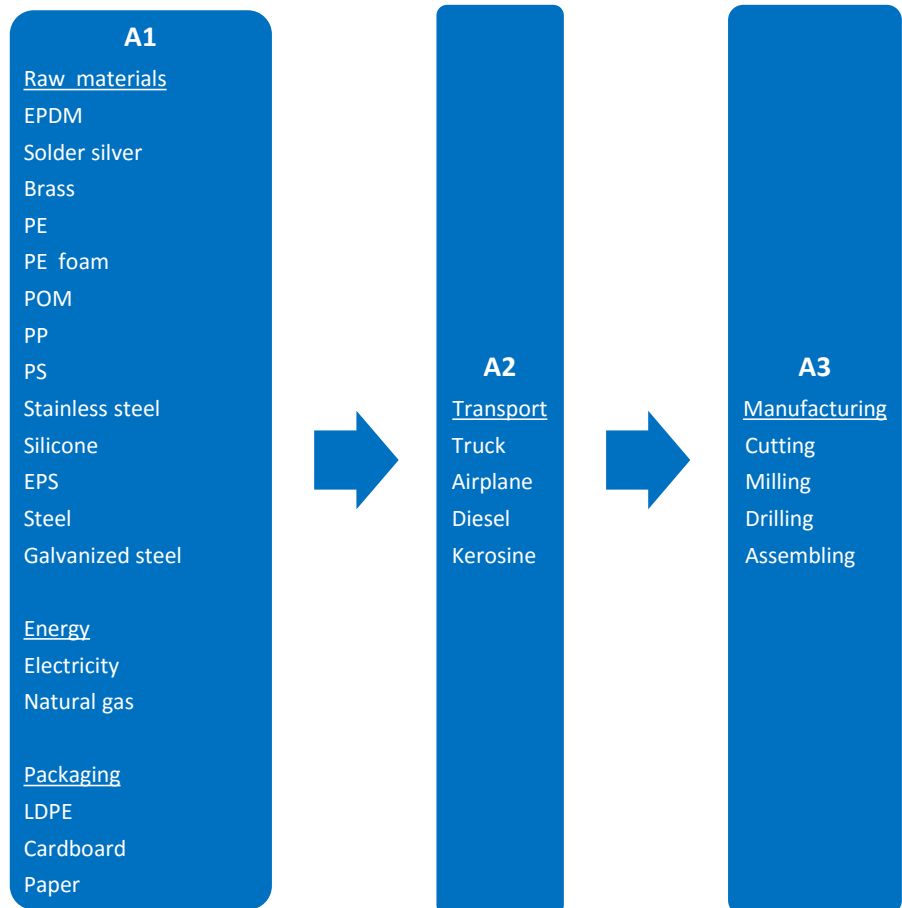 A1
Raw materials
EPDM
Solder silver
Brass
PE
PE foam
POM
PP
PS
Stainless steel
Silicone
EPS
Steel
Galvanized steel
Energy
Electricity
Natural gas
Packaging
LDPE
Cardboard
Paper
A2
Transport
Truck
Airplane
Diesel
Kerosine
A3
Manufacturing
Cutting
Milling
Drilling
Assembling